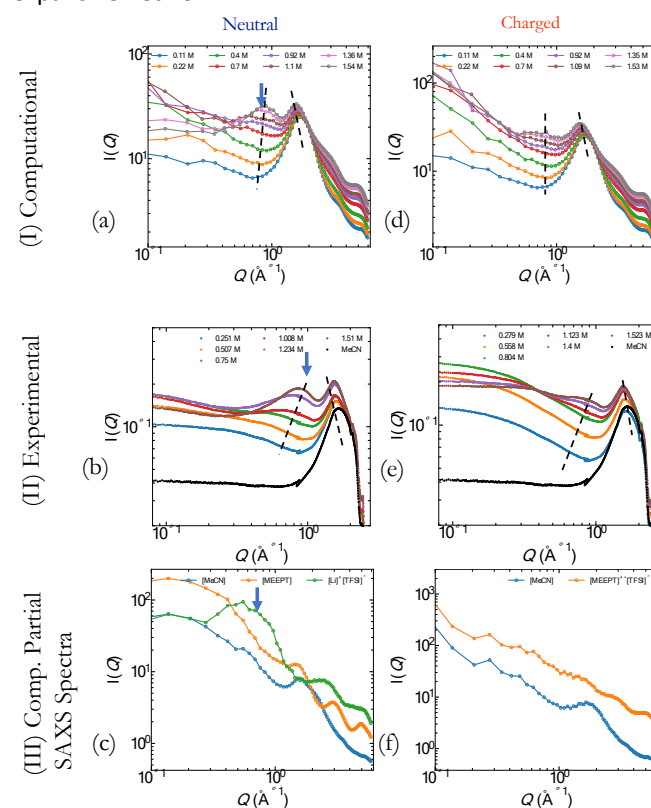 Neutral
Charged
(I) Computational
10²
0.11 M 0.4 M 0.92 M 1.36 M
0.22 M 0.7 M 1.1 M 1.54 M
I(Q)
10¹
(a)
10⁻¹ 10⁰
Q (Å^°1)
10²
0.11 M 0.4 M 0.92 M 1.35 M
0.22 M 0.7 M 1.09 M 1.53 M
I(Q)
10¹
(d)
10⁻¹ 10⁰
Q (Å^°1)
(II) Experimental
0.251 M 1.008 M 1.51 M
0.507 M 1.234 M MeCN
0.75 M
I(Q)
10^°1
(b)
10^°1 10⁰
Q (Å^°1)
0.279 M 1.123 M 1.523 M
0.558 M 1.4 M MeCN
0.804 M
I(Q)
10^°1
(e)
10^°1 10⁰
Q (Å^°1)
(III) Comp. Partial
SAXS Spectra
[MeCN] [MEEPT] [Li]⁺[TFSI]⁻
10²
I(Q)
10¹
10⁰
(c)
10⁻¹ 10⁰
Q (Å^°1)
[MeCN] [MEEPT]˙⁺[TFSI]⁻
10³
10²
I(Q)
10¹
10⁰
(f)
10⁻¹ 10⁰
Q (Å^°1)